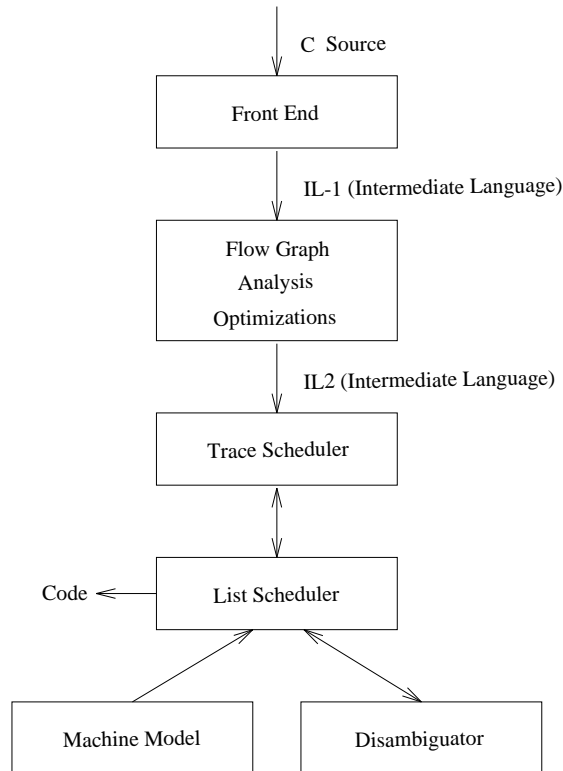 C Source
Front End
IL-1 (Intermediate Language)
Flow Graph
Analysis
Optimizations
IL2 (Intermediate Language)
Trace Scheduler
Code
List Scheduler
Machine Model
Disambiguator